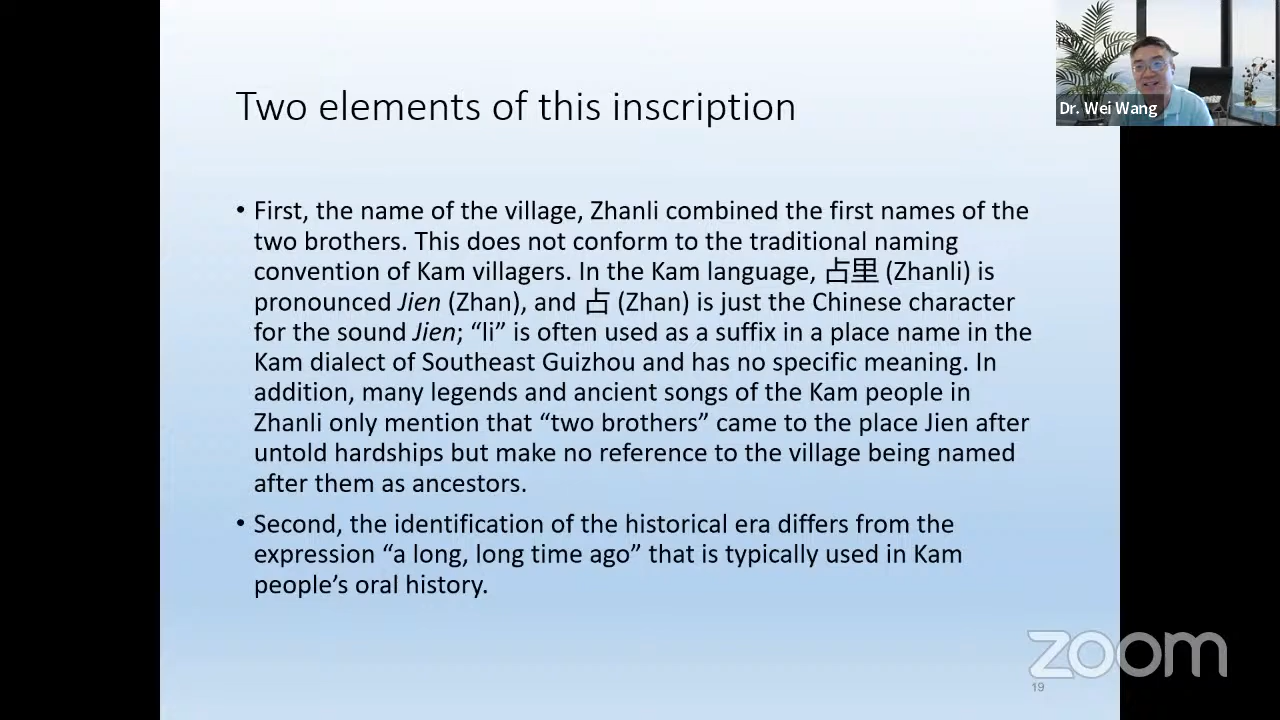 Two elements of this inscription
Dr. Wei Wang
• First, the name of the village, Zhanli combined the first names of the
two brothers. This does not conform to the traditional naming
convention of Kam villagers. In the Kam language, 占里 (Zhanli) is
pronounced Jien (Zhan), and 占 (Zhan) is just the Chinese character
for the sound Jien; “li” is often used as a suffix in a place name in the
Kam dialect of Southeast Guizhou and has no specific meaning. In
addition, many legends and ancient songs of the Kam people in
Zhanli only mention that “two brothers” came to the place Jien after
untold hardships but make no reference to the village being named
after them as ancestors.
• Second, the identification of the historical era differs from the
expression “a long, long time ago” that is typically used in Kam
people’s oral history.
zoom
19